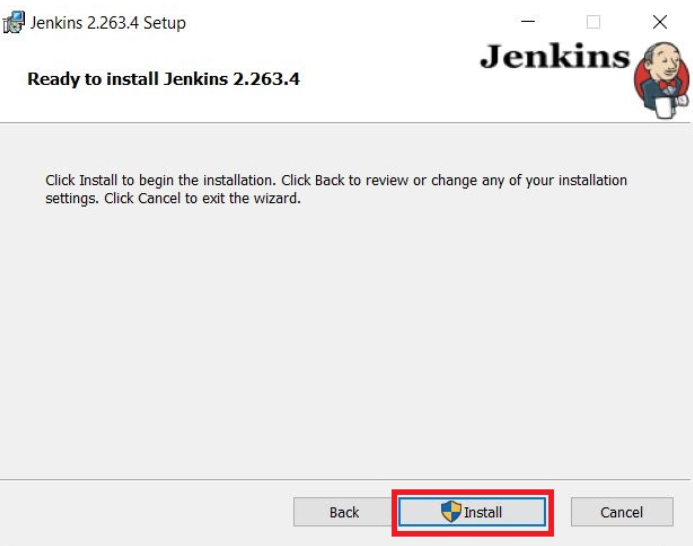 Jenkins 2.263.4 Setup
Jenkins
Ready to install Jenkins 2.263.4
Click Install to begin the installation. Click Back to review or change any of your installation
settings. Click Cancel to exit the wizard.
Back Install Cancel